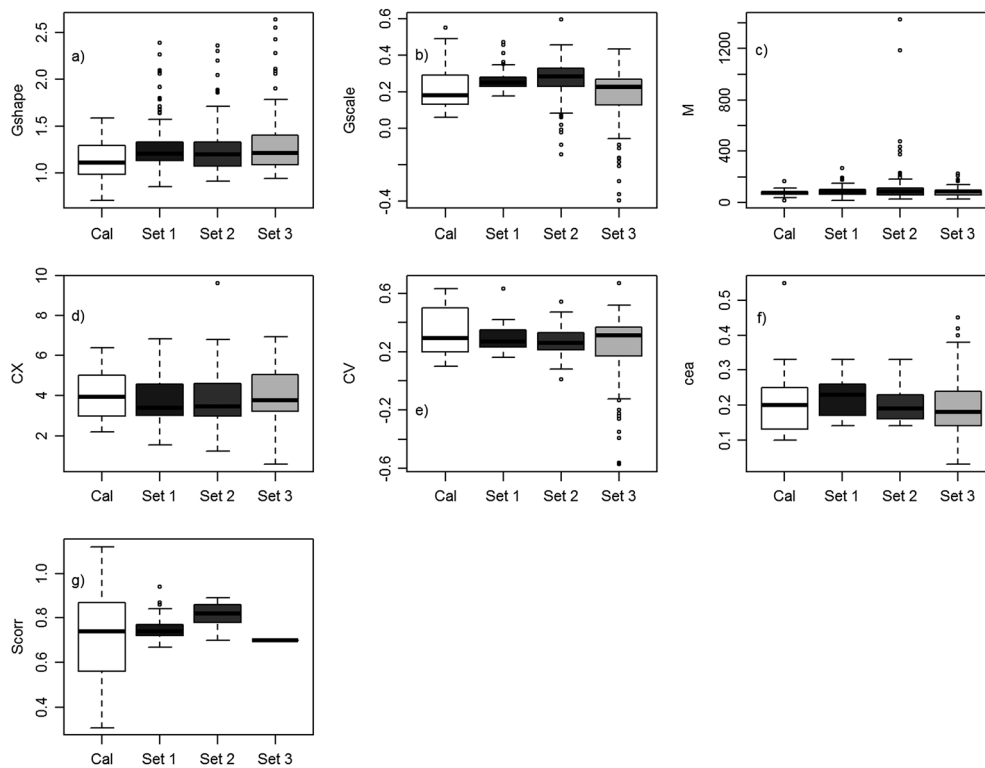 a)
Gshape
1.0 1.5 2.0 2.5
Cal Set 1 Set 2 Set 3
b)
Gscale
-0.4 0.0 0.2 0.4 0.6
Cal Set 1 Set 2 Set 3
c)
M
0 400 800 1200
Cal Set 1 Set 2 Set 3
d)
CX
2 4 6 8 10
Cal Set 1 Set 2 Set 3
e)
CV
-0.6 -0.2 0.2 0.6
Cal Set 1 Set 2 Set 3
f)
cea
0.1 0.2 0.3 0.4 0.5
Cal Set 1 Set 2 Set 3
g)
Scorr
0.4 0.6 0.8 1.0
Cal Set 1 Set 2 Set 3